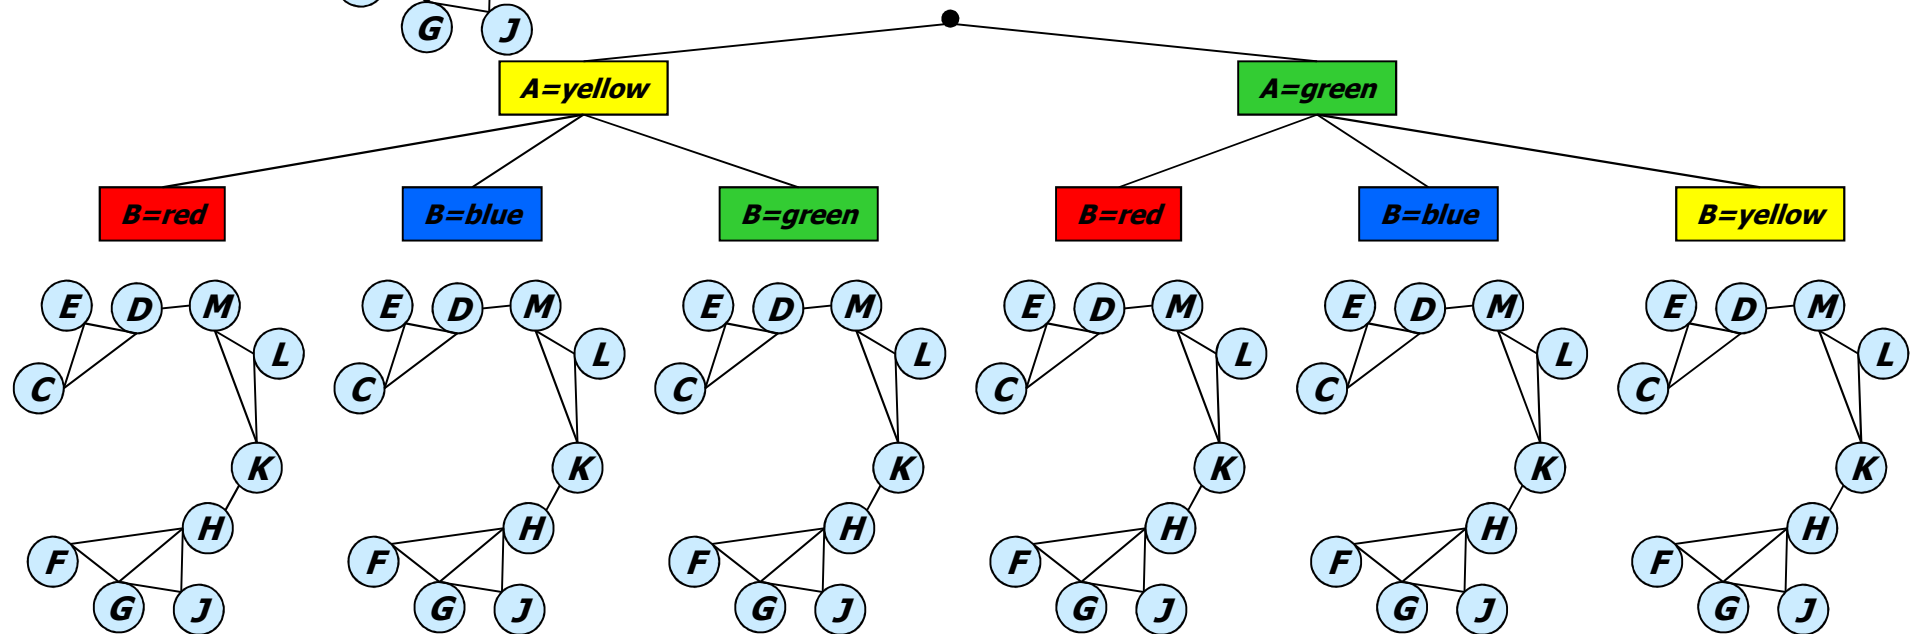 G J
A=yellow A=green
B=red B=blue B=green B=red B=blue B=yellow
E D M E D M E D M E D M E D M E D M
L L L L L L
C C C C C C
K K K K K K
H H H H H H
F F F F F F
G J G J G J G J G J G J